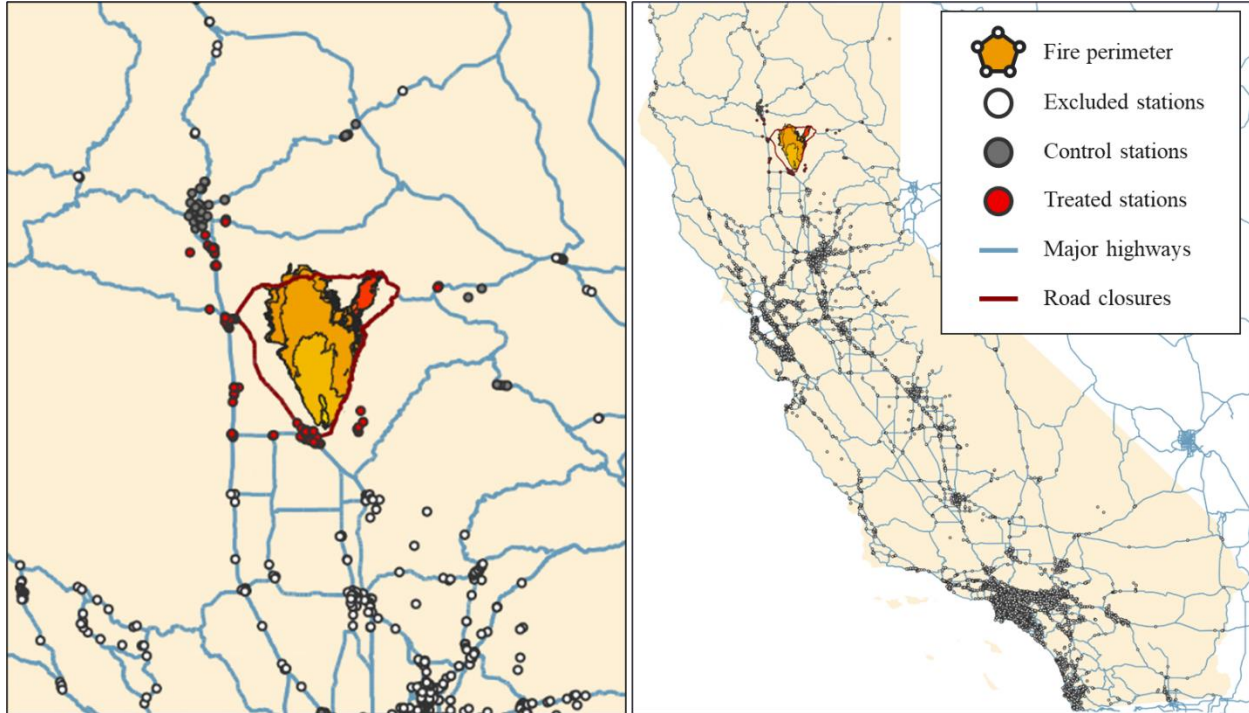 Fire perimeter
Excluded stations
Control stations
Treated stations
Major highways
Road closures